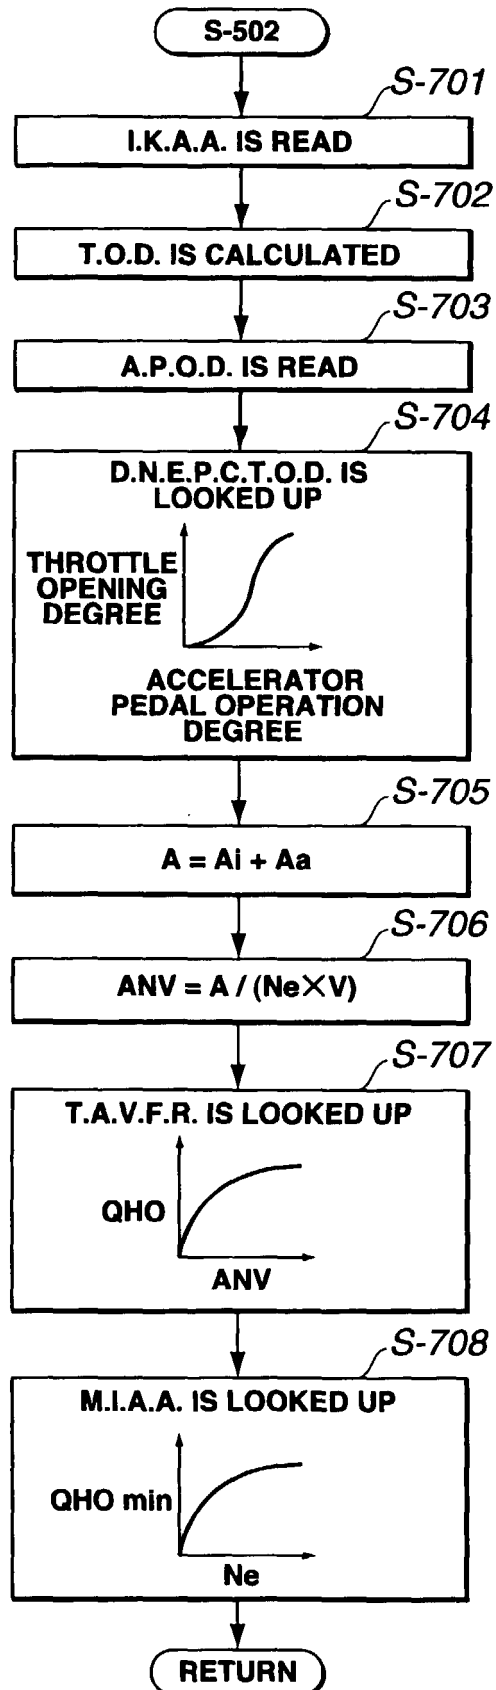 S-502
S-701
I.K.A.A. IS READ
S-702
T.O.D. IS CALCULATED
S-703
A.P.O.D. IS READ
S-704
D.N.E.P.C.T.O.D. IS
LOOKED UP
THROTTLE
OPENING
DEGREE
ACCELERATOR
PEDAL OPERATION
DEGREE
S-705
A = Ai + Aa
S-706
ANV = A / (Ne×V)
S-707
T.A.V.F.R. IS LOOKED UP
QHO
ANV
S-708
M.I.A.A. IS LOOKED UP
QHO min
Ne
RETURN